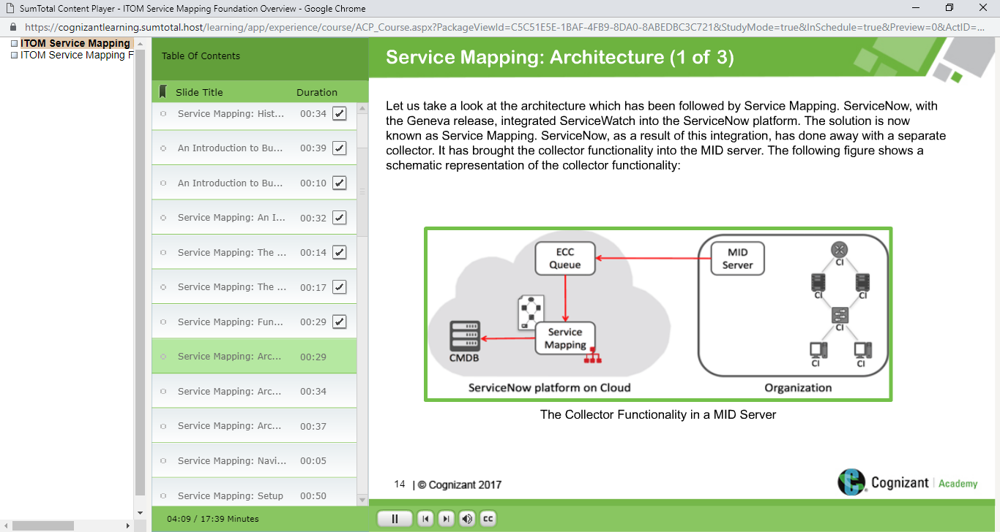 SumTotal Content Player - ITOM Service Mapping Foundation Overview - Google Chrome
https://cognizantlearning.sumtotal.host/learning/app/experience/course/ACP_Course.aspx?PackageViewId=C5C51E5E-1BAF-4FB9-8DA0-8ABEDBC3C721&StudyMode=true&InSchedule=true&Preview=0&ActID=...
ITOM Service Mapping
ITOM Service Mapping F
Table Of Contents
Slide Title Duration
Service Mapping: Hist... 00:34
An Introduction to Bu... 00:39
An Introduction to Bu... 00:10
Service Mapping: An I... 00:32
Service Mapping: The ... 00:14
Service Mapping: The ... 00:17
Service Mapping: Fun... 00:29
Service Mapping: Arc... 00:29
Service Mapping: Arc... 00:34
Service Mapping: Arc... 00:37
Service Mapping: Navi... 00:05
Service Mapping: Setup 00:50
04:09 / 17:39 Minutes
Service Mapping: Architecture (1 of 3)
Let us take a look at the architecture which has been followed by Service Mapping. ServiceNow, with
the Geneva release, integrated ServiceWatch into the ServiceNow platform. The solution is now
known as Service Mapping. ServiceNow, as a result of this integration, has done away with a separate
collector. It has brought the collector functionality into the MID server. The following figure shows a
schematic representation of the collector functionality:
ECC
Queue
Service
Mapping
CMDB
ServiceNow platform on Cloud
MID
Server
CI
CI
CI
CI
CI
CI
Organization
The Collector Functionality in a MID Server
14 | © Cognizant 2017
Cognizant | Academy
CC